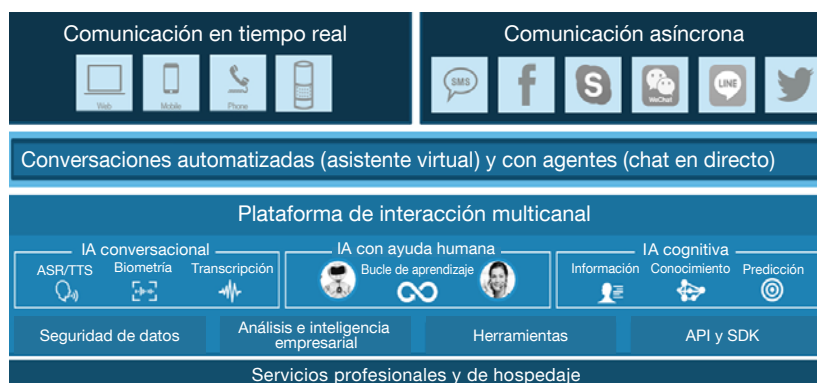 Comunicación en tiempo real
Comunicación asíncrona
Web
Mobile
Phone
SMS
WeChat
LINE
Conversaciones automatizadas (asistente virtual) y con agentes (chat en directo)
Plataforma de interacción multicanal
IA conversacional
IA con ayuda humana
IA cognitiva
ASR/TTS
Biometría
Transcripción
Bucle de aprendizaje
Información
Conocimiento
Predicción
Seguridad de datos
Análisis e inteligencia
empresarial
Herramientas
API y SDK
Servicios profesionales y de hospedaje